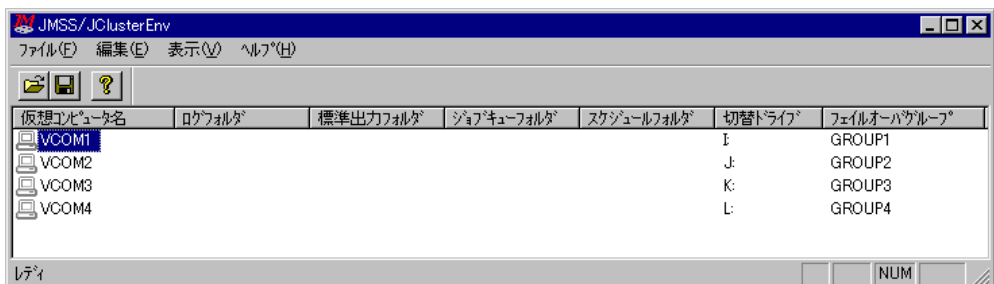 JMSS/JClusterEnv
ﾌｧｲﾙ(F) 編集(E) 表示(V) ﾍﾙﾌﾟ(H)
仮想ｺﾝﾋﾟｭｰﾀ名 ﾛｸﾞﾌｫﾙﾀﾞ 標準出力ﾌｫﾙﾀﾞ ｼﾞｮﾌﾞｷｭｰﾌｫﾙﾀﾞ ｽｹｼﾞｭｰﾙﾌｫﾙﾀﾞ 切替ﾄﾞﾗｲﾌﾞ ﾌｪｲﾙｵｰﾊﾞｸﾞﾙｰﾌﾟ
VCOM1 I: GROUP1
VCOM2 J: GROUP2
VCOM3 K: GROUP3
VCOM4 L: GROUP4
ﾚﾃﾞｨ NUM